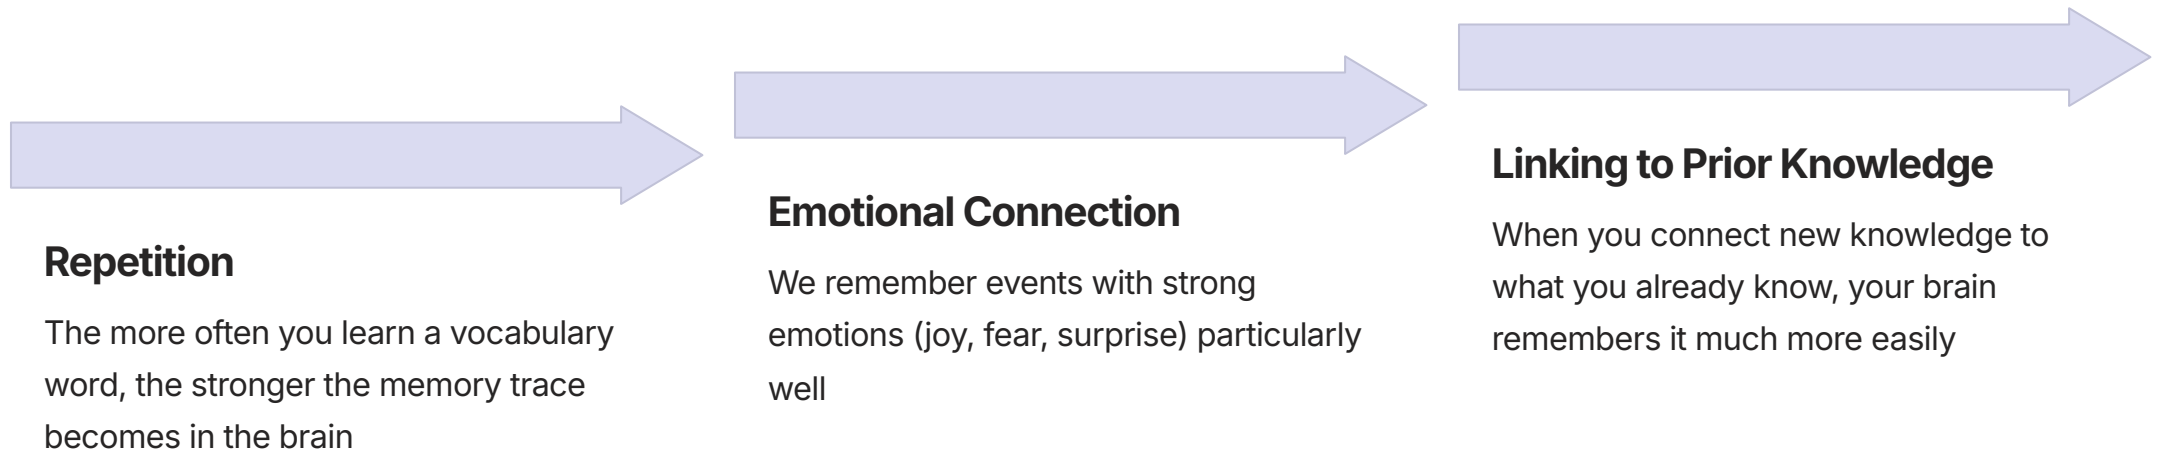 Repetition
The more often you learn a vocabulary
word, the stronger the memory trace
becomes in the brain
Emotional Connection
We remember events with strong
emotions (joy, fear, surprise) particularly
well
Linking to Prior Knowledge
When you connect new knowledge to
what you already know, your brain
remembers it much more easily